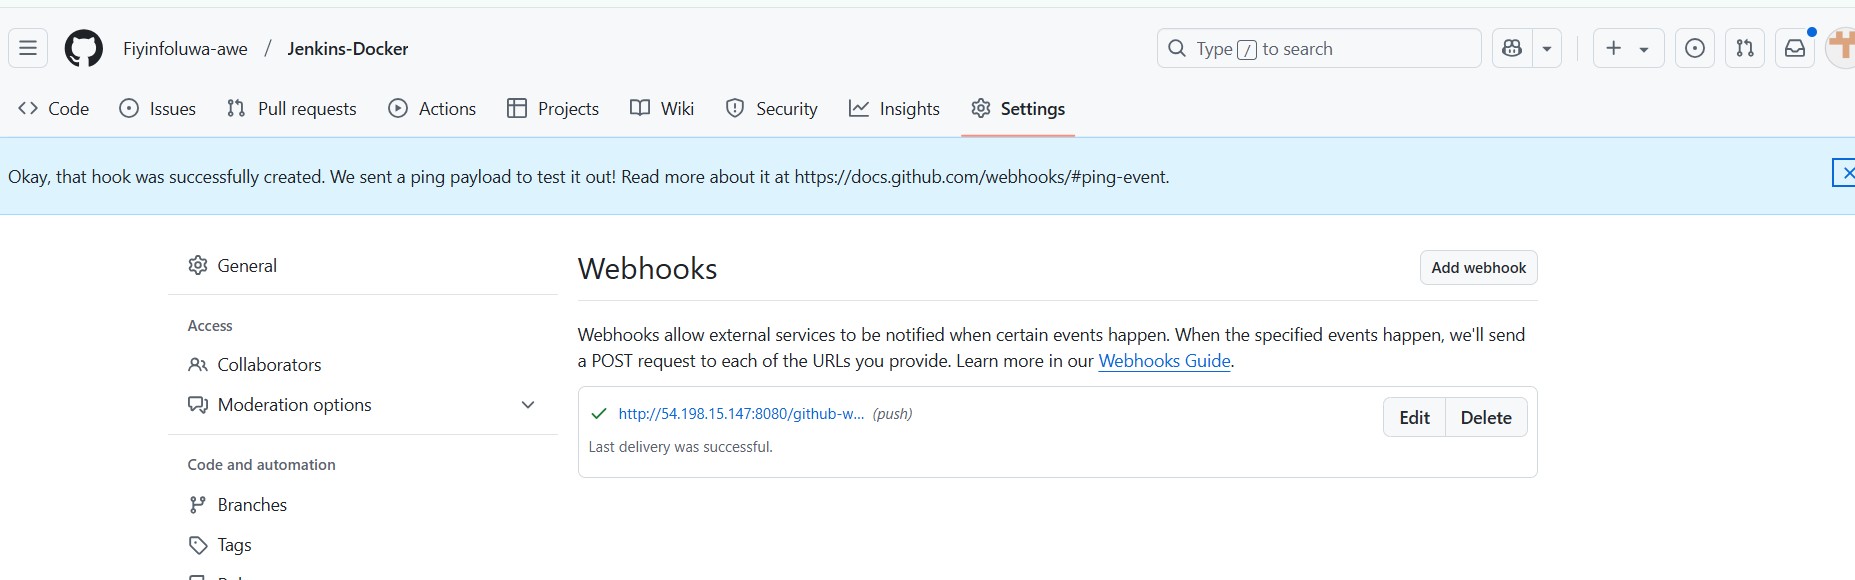 Fiyinfoluwa-awe / Jenkins-Docker
Type / to search
Code Issues Pull requests Actions Projects Wiki Security Insights Settings
Okay, that hook was successfully created. We sent a ping payload to test it out! Read more about it at https://docs.github.com/webhooks/#ping-event.
General
Access
Collaborators
Moderation options
Code and automation
Branches
Tags
Webhooks
Add webhook
Webhooks allow external services to be notified when certain events happen. When the specified events happen, we'll send
a POST request to each of the URLs you provide. Learn more in our Webhooks Guide.
http://54.198.15.147:8080/github-w... (push)
Edit Delete
Last delivery was successful.